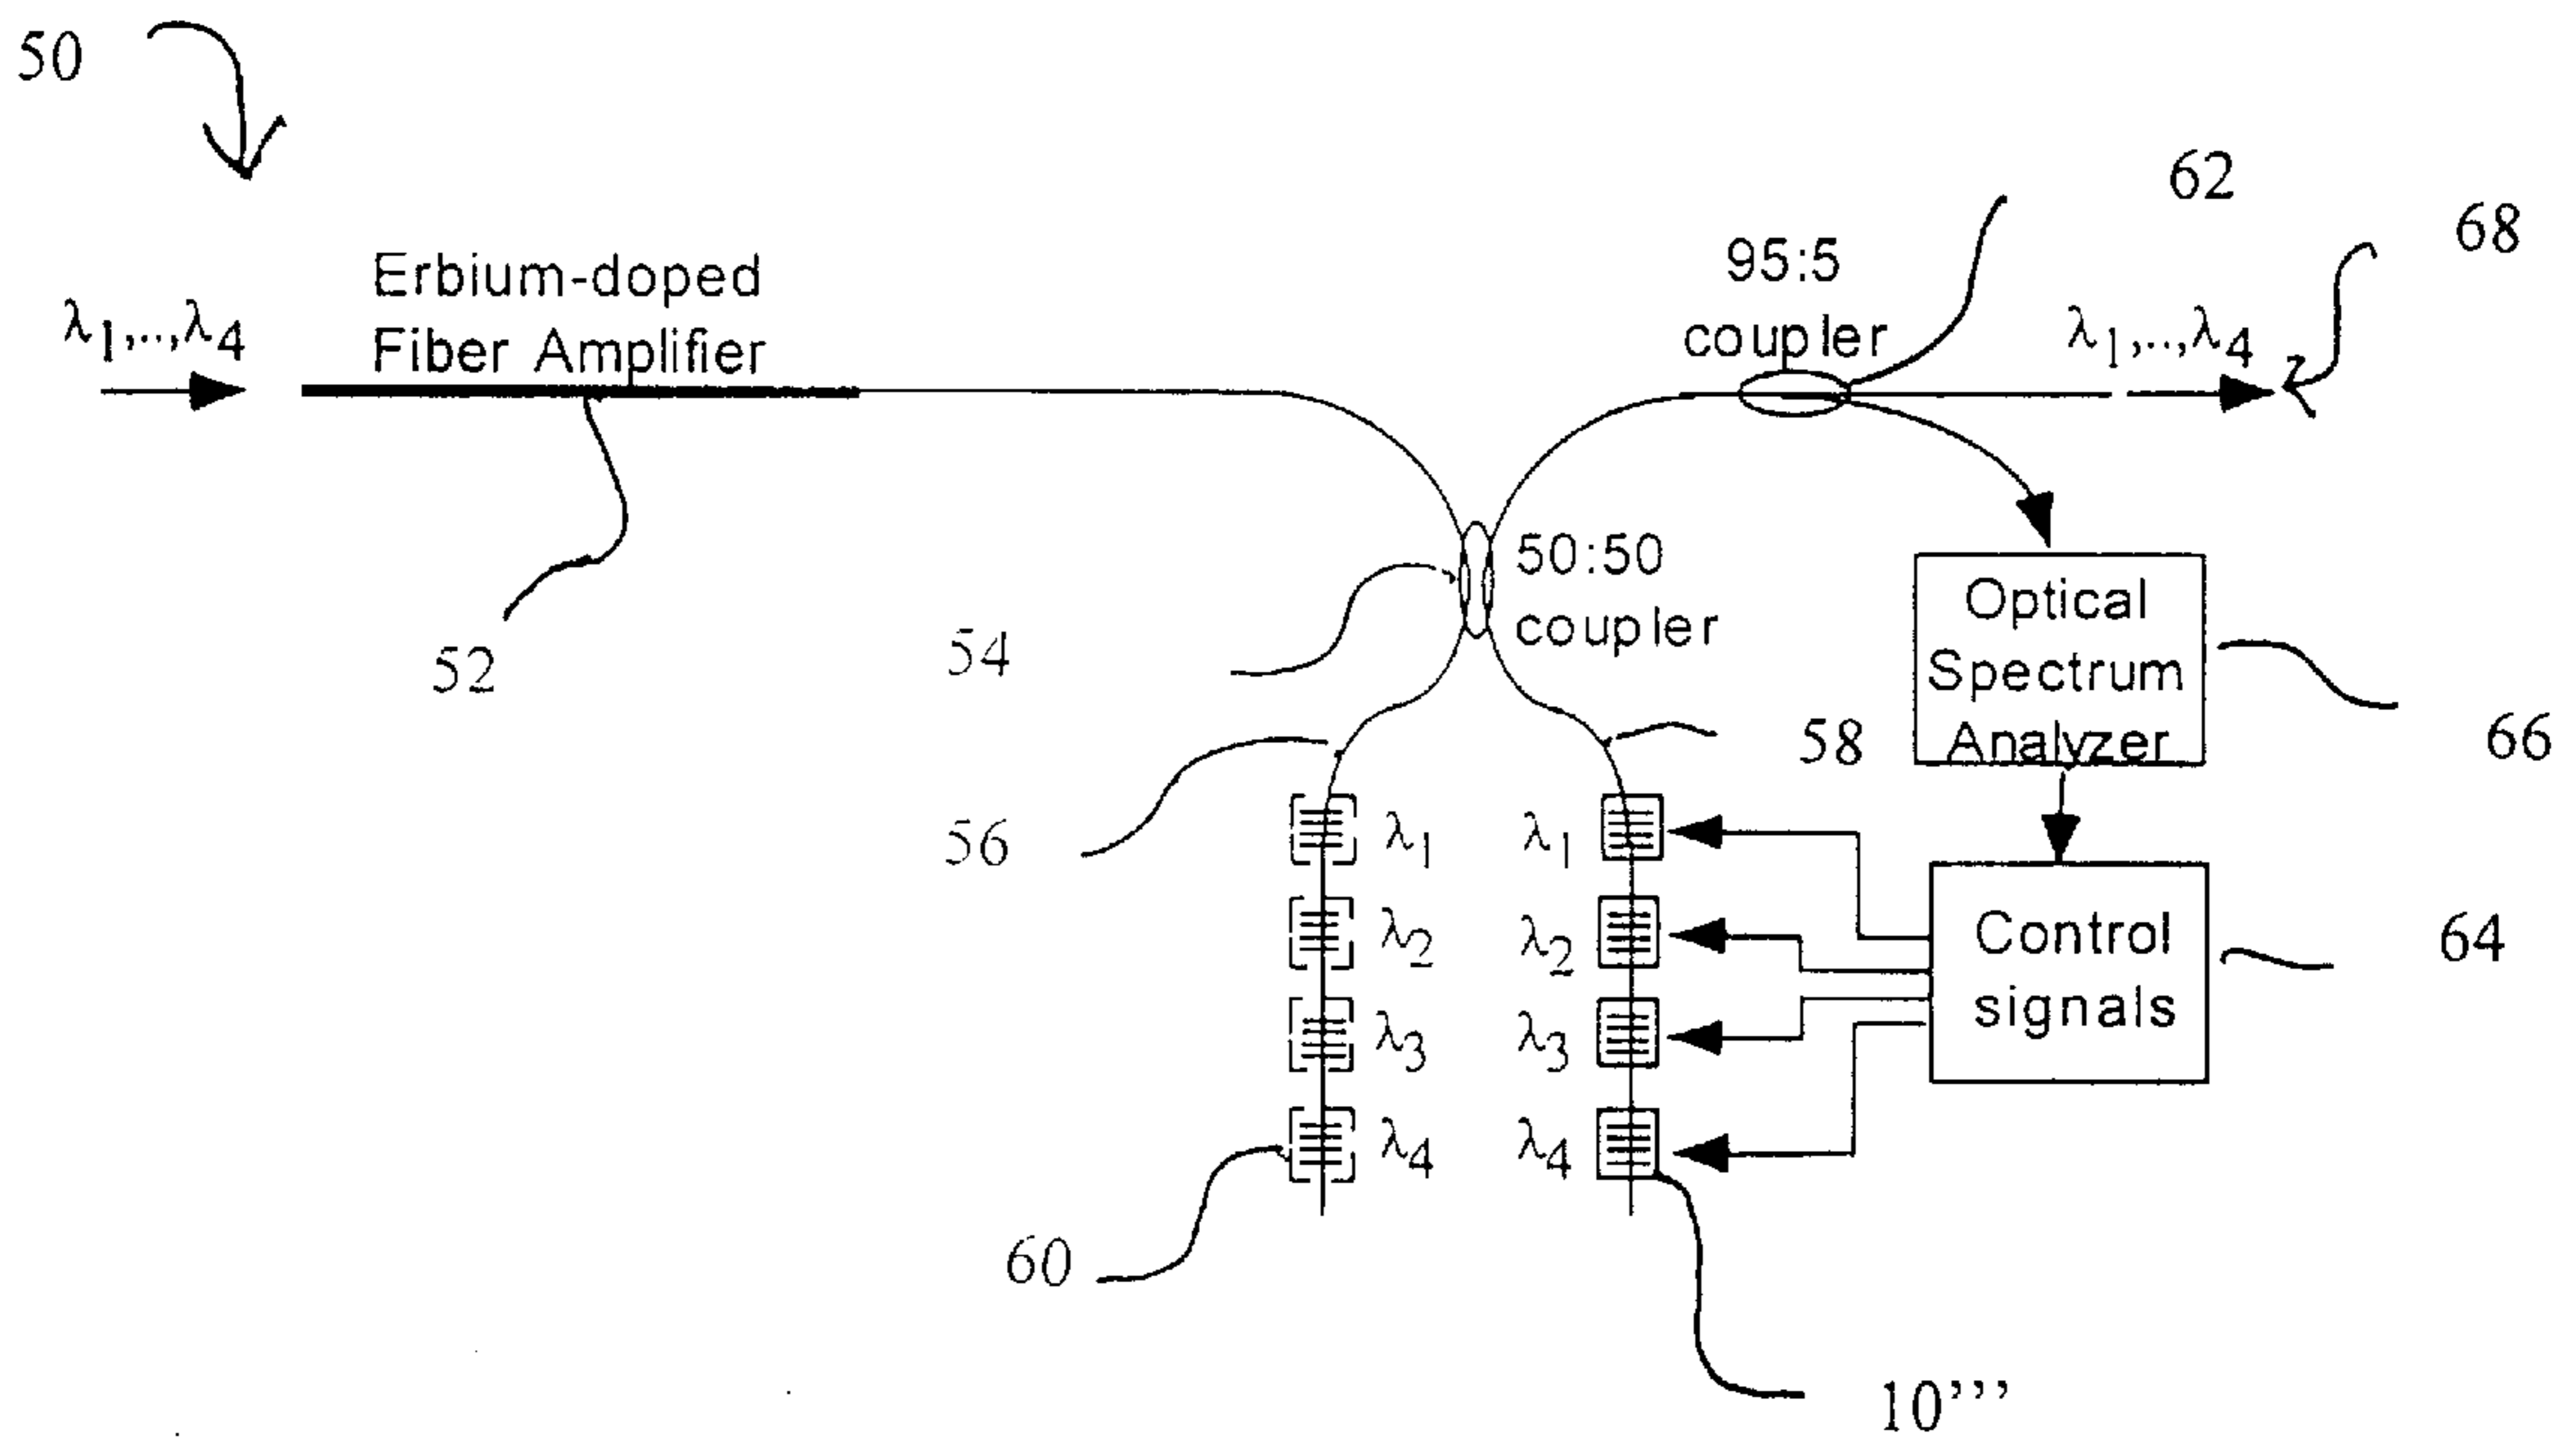 50
62
68
Erbium-doped
Fiber Amplifier
λ1,..,λ4
95:5
coupler
λ1,..,λ4
52
54
50:50
coupler
Optical
Spectrum
Analyzer
66
56
58
λ1
λ2
λ3
λ4
λ1
λ2
λ3
λ4
Control
signals
64
60
10’’’